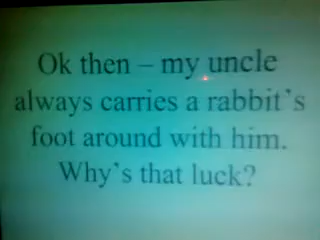 Ok then – my uncle
always carries a rabbit's
foot around with him.
Why's that luck?